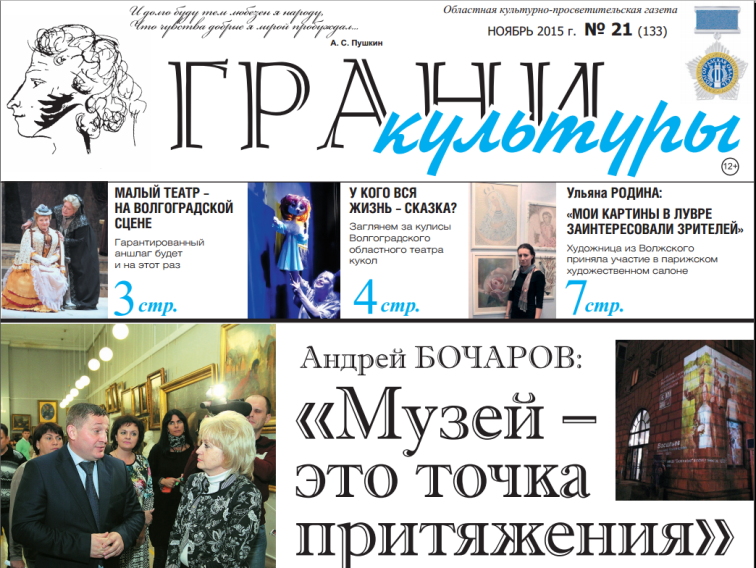 И долго буду тем любезен я народу,
Что чувства добрые я лирой пробуждал...
А. С. Пушкин
Областная культурно-просветительская газета
НОЯБРЬ 2015 г. № 21 (133)
ГРАНИ
культуры
12+
МАЛЫЙ ТЕАТР -
НА ВОЛГОГРАДСКОЙ
СЦЕНЕ
Гарантированный
аншлаг будет
и на этот раз
3 стр.
У КОГО ВСЯ
ЖИЗНЬ - СКАЗКА?
Заглянем за кулисы
Волгоградского
областного театра
кукол
4 стр.
Ульяна РОДИНА:
«МОИ КАРТИНЫ В ЛУВРЕ
ЗАИНТЕРЕСОВАЛИ ЗРИТЕЛЕЙ»
Художница из Волжского
приняла участие в парижском
художественном салоне
7 стр.
Андрей БОЧАРОВ:
«Музей –
это точка
притяжения»